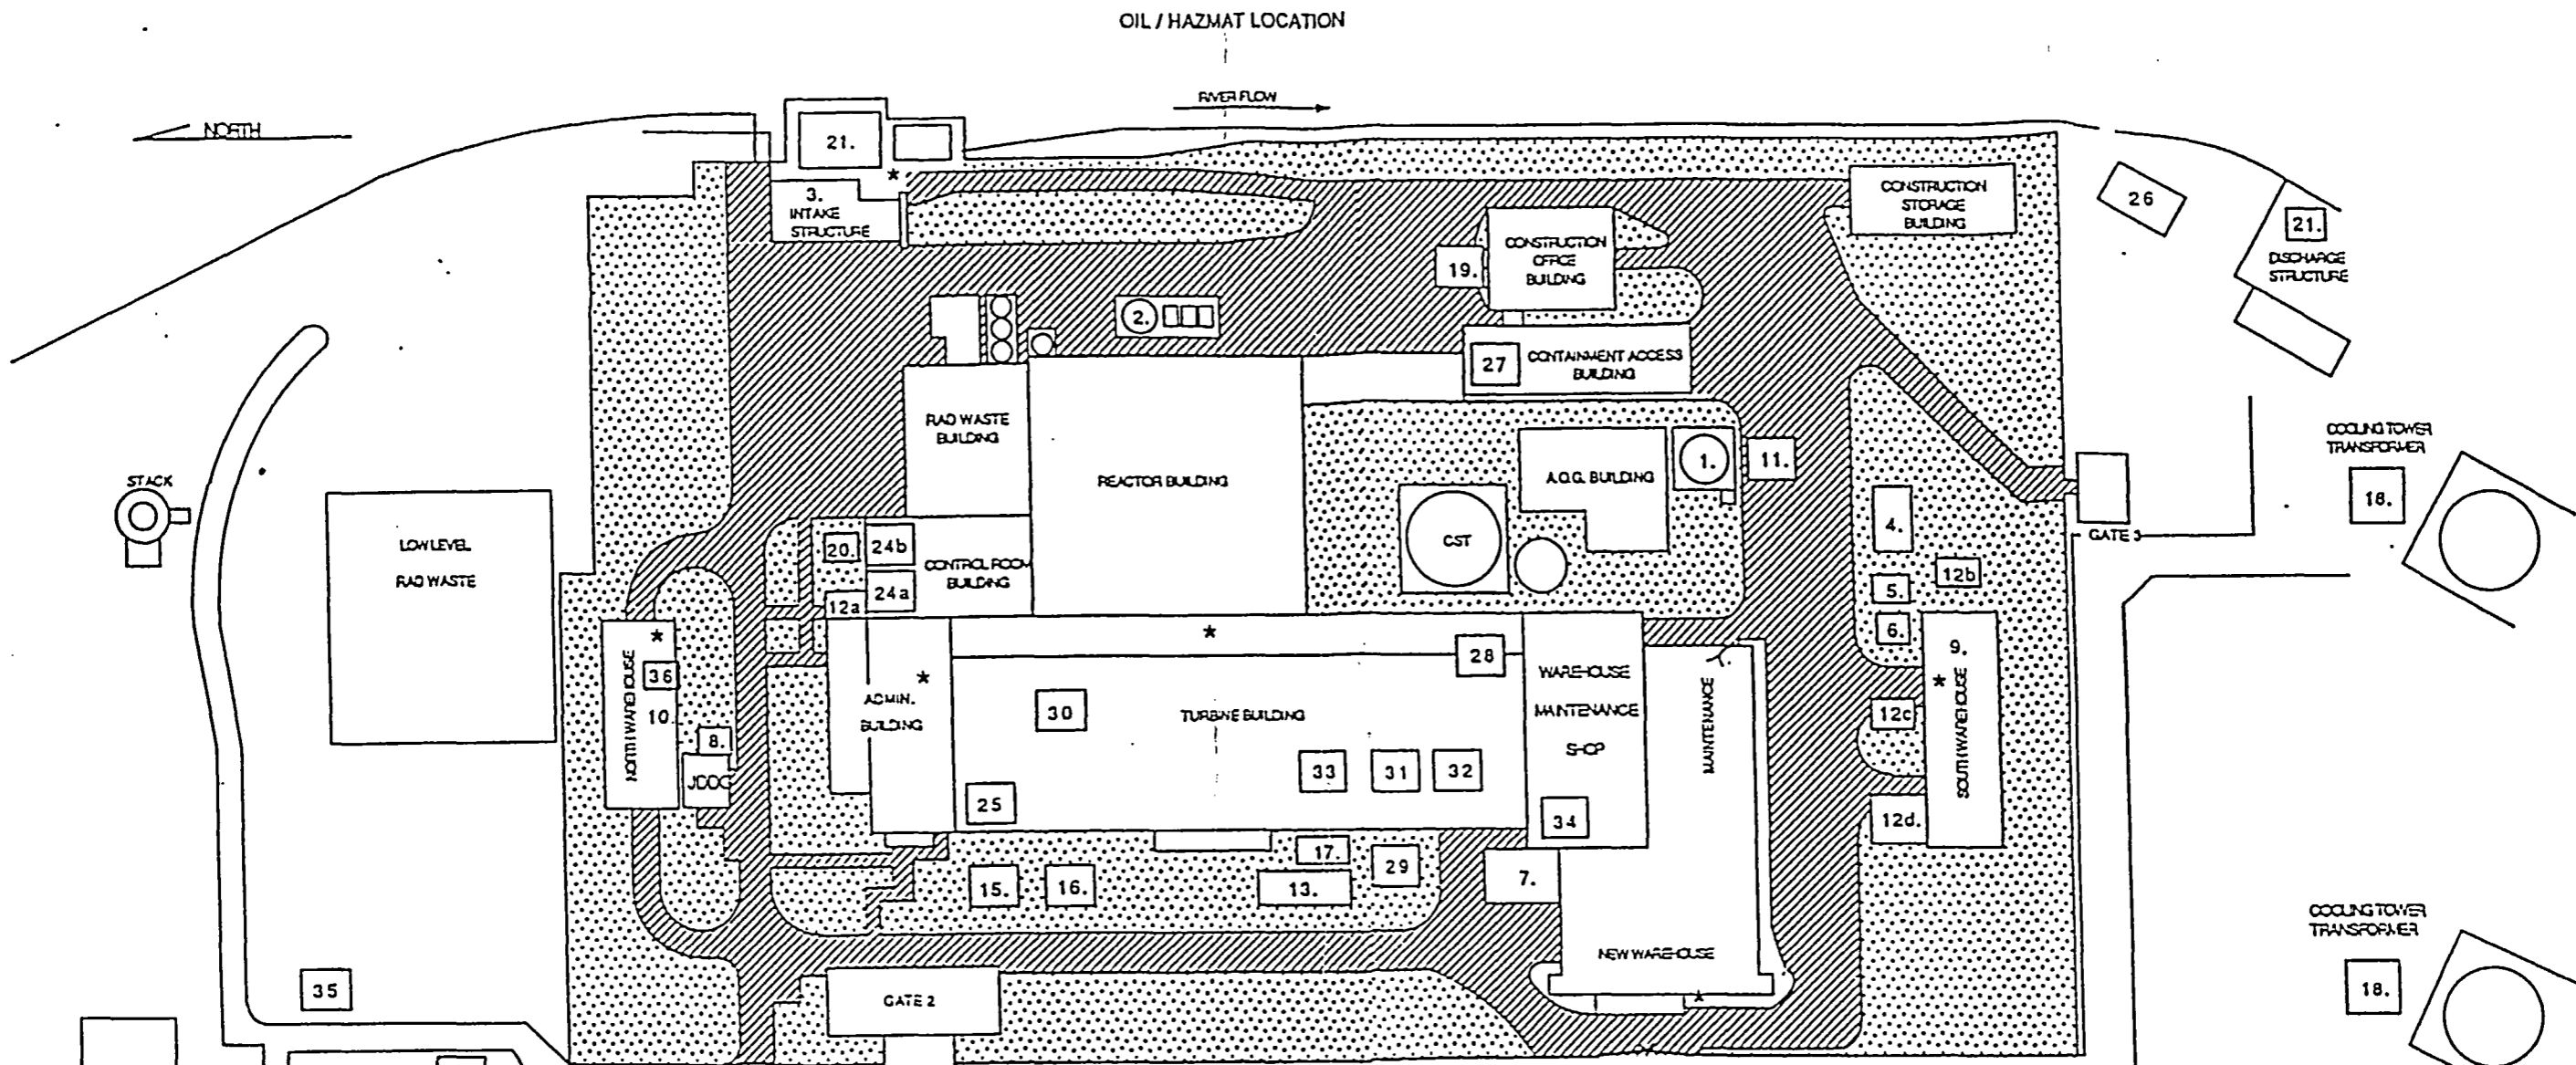 OIL / HAZMAT LOCATION
RIVER FLOW
NORTH
21.
3.
INTAKE
STRUCTURE
*
CONSTRUCTION
STORAGE
BUILDING
26
21.
DISCHARGE
STRUCTURE
19.
CONSTRUCTION
OFFICE
BUILDING
2.
27
CONTAINMENT ACCESS
BUILDING
RAD WASTE
BUILDING
REACTOR BUILDING
A.O.G. BUILDING
1.
11.
CST
COOLING TOWER
TRANSFORMER
18.
STACK
LOW LEVEL
RAD WASTE
20.
24b
24a
12a
CONTROL ROOM
BUILDING
4.
5.
6.
12b
GATE 3
*
36
10.
NORTH WAREHOUSE
8.
*
ADMIN.
BUILDING
*
28
30
TURBINE BUILDING
33
31
32
25
WAREHOUSE
MAINTENANCE
SHOP
34
MAINTENANCE
9.
*
SOUTH WAREHOUSE
12c
12d.
15.
16.
17.
13.
29
7.
NEW WAREHOUSE
*
GATE 2
35
COOLING TOWER
TRANSFORMER
18.